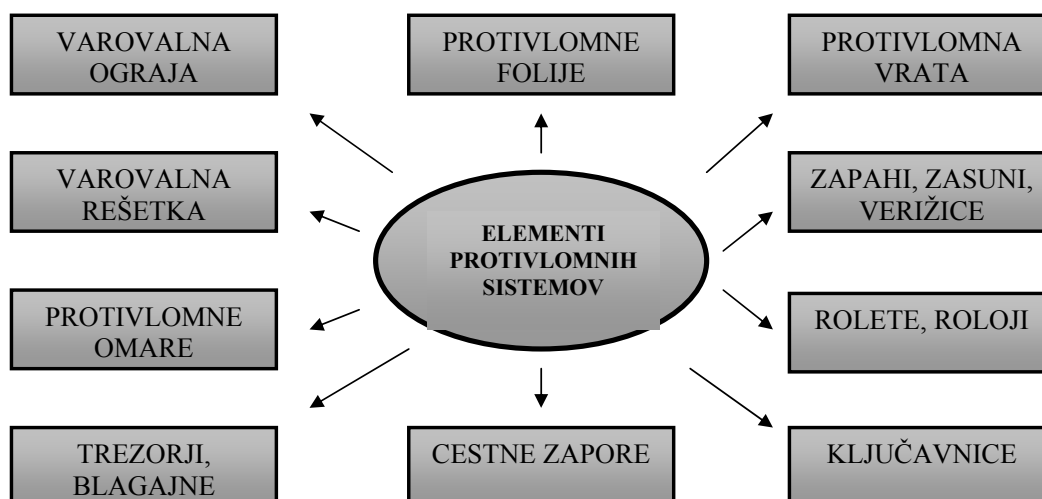 VAROVALNA
OGRAJA
PROTIVLOMNE
FOLIJE
PROTIVLOMNA
VRATA
VAROVALNA
REŠETKA
ZAPAHI, ZASUNI,
VERIŽICE
ELEMENTI
PROTIVLOMNIH
SISTEMOV
PROTIVLOMNE
OMARE
ROLETE, ROLOJI
TREZORJI,
BLAGAJNE
CESTNE ZAPORE
KLJUČAVNICE